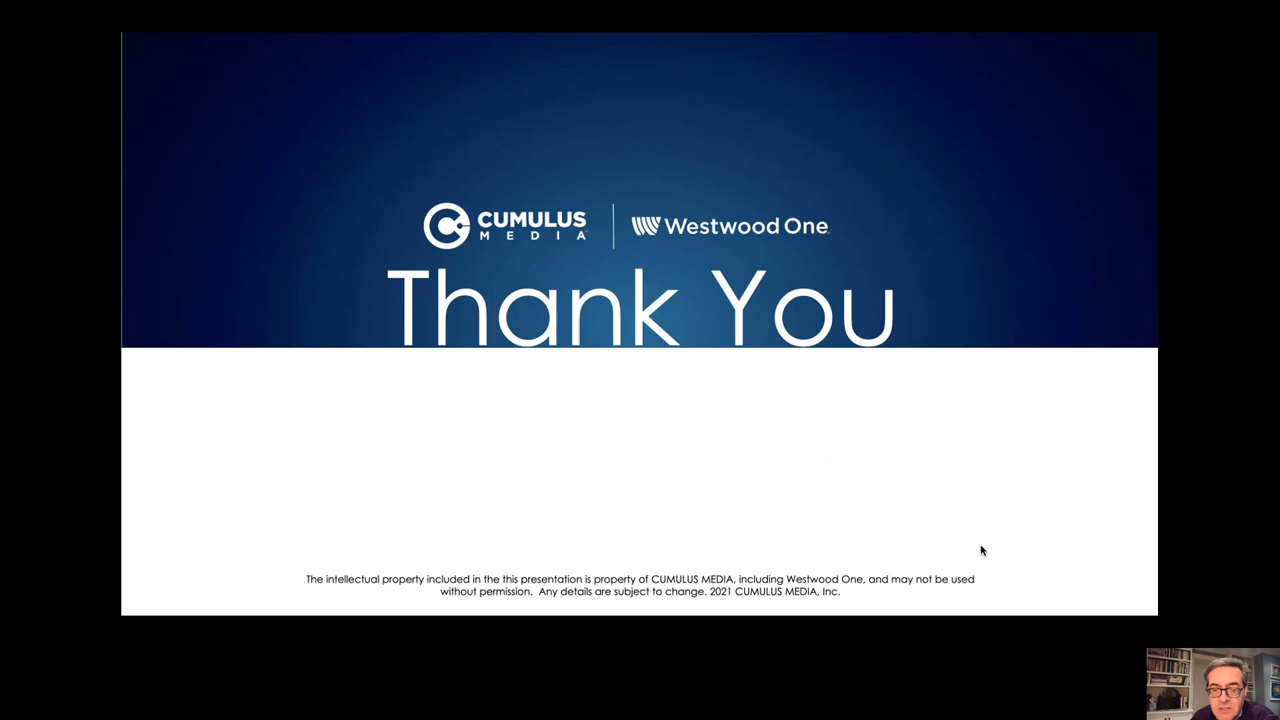 CUMULUS
MEDIA
Westwood One
Thank You
The intellectual property included in the this presentation is property of CUMULUS MEDIA, including Westwood One, and may not be used
without permission.  Any details are subject to change. 2021 CUMULUS MEDIA, Inc.